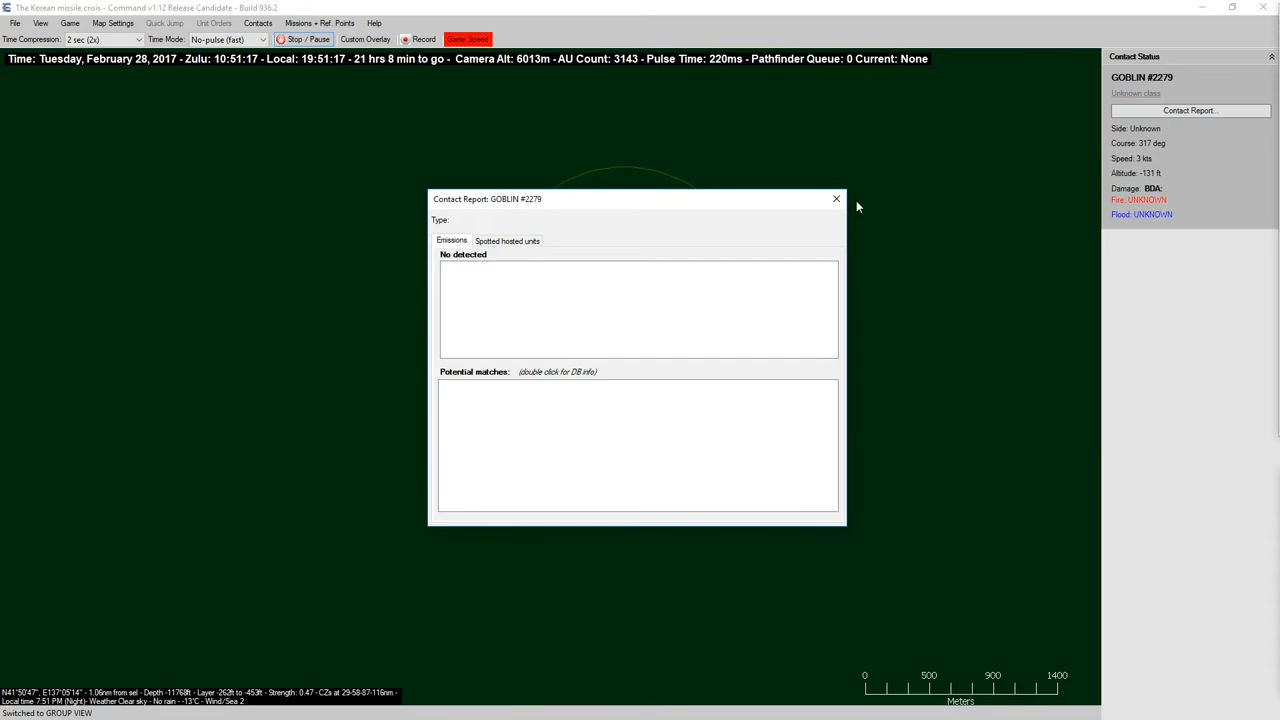 The Korean missile crisis - Command v1.12 Release Candidate - Build 936.2
File View Game Map Settings Quick Jump Unit Orders Contacts Missions + Ref. Points Help
Time Compression: 2 sec (2x) Time Mode: No-pulse (fast) Stop / Pause Custom Overlay Record Game Speed
Time: Tuesday, February 28, 2017 - Zulu: 10:51:17 - Local: 19:51:17 - 21 hrs 8 min to go - Camera Alt: 6013m - AU Count: 3143 - Pulse Time: 220ms - Pathfinder Queue: 0 Current: None
Contact Status
GOBLIN #2279
Unknown class
Contact Report...
Side: Unknown
Course: 317 deg
Speed: 3 kts
Altitude: -131 ft
Damage: BDA:
Fire: UNKNOWN
Flood: UNKNOWN
Contact Report: GOBLIN #2279
Type:
Emissions Spotted hosted units
No detected
Potential matches: (double click for DB info)
0 500 900 1400
Meters
N41°50'47", E137°05'14" - 1.06nm from sel - Depth -11768ft - Layer -262ft to -453ft - Strength: 0.47 - CZs at 29-58-87-116nm -
Local time 7:51 PM (Night)- Weather Clear sky - No rain - -13°C - Wind/Sea 2
Switched to GROUP VIEW